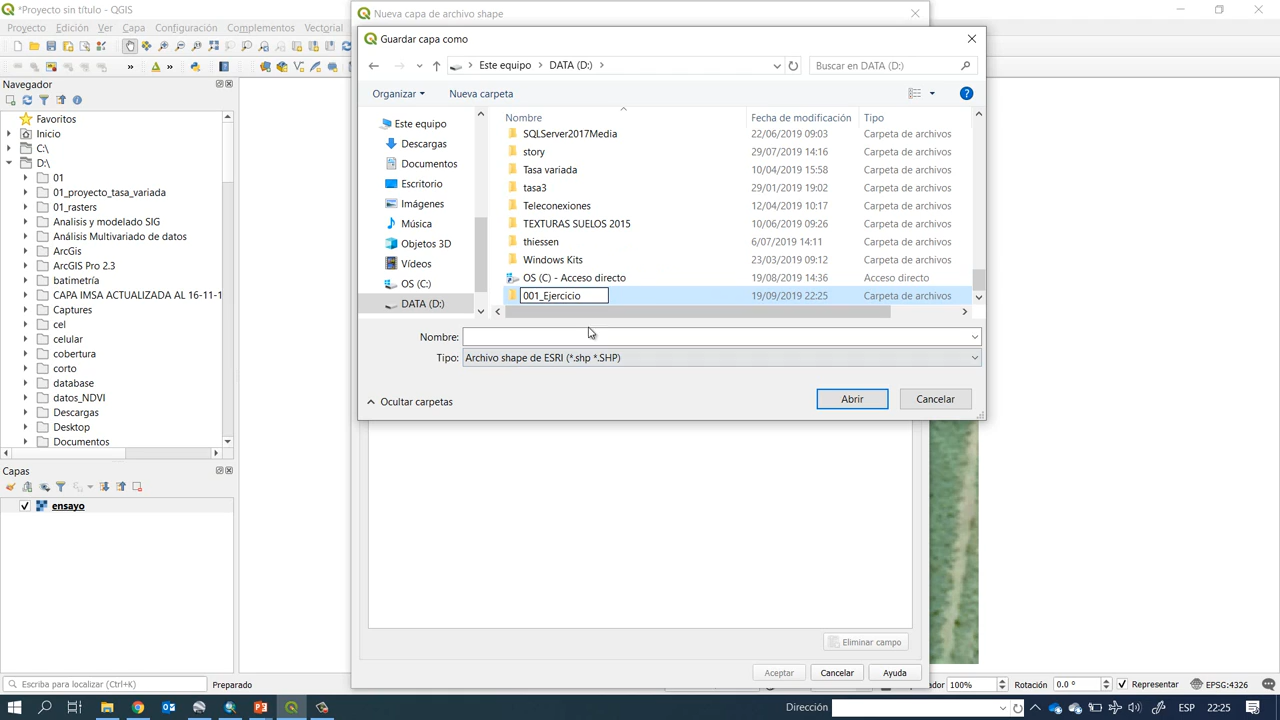 *Proyecto sin título - QGIS
Proyecto Edición Ver Capa Configuración Complementos Vectorial
Nueva capa de archivo shape
Guardar capa como
Este equipo DATA (D:)
Buscar en DATA (D:)
Organizar Nueva carpeta
Este equipo
Descargas
Documentos
Escritorio
Imágenes
Música
Objetos 3D
Vídeos
OS (C:)
DATA (D:)
Nombre Fecha de modificación Tipo
SQLServer2017Media 22/06/2019 09:03 Carpeta de archivos
story 29/07/2019 14:16 Carpeta de archivos
Tasa variada 10/04/2019 15:58 Carpeta de archivos
tasa3 29/01/2019 19:02 Carpeta de archivos
Teleconexiones 12/04/2019 10:17 Carpeta de archivos
TEXTURAS SUELOS 2015 10/06/2019 09:26 Carpeta de archivos
thiessen 6/07/2019 14:11 Carpeta de archivos
Windows Kits 23/03/2019 09:12 Carpeta de archivos
OS (C) - Acceso directo 19/08/2019 14:36 Acceso directo
001_Ejercicio 19/09/2019 22:25 Carpeta de archivos
Nombre:
Tipo: Archivo shape de ESRI (*.shp *.SHP)
Ocultar carpetas
Abrir Cancelar
Navegador
Favoritos
Inicio
C:\
D:\
01
01_proyecto_tasa_variada
01_rasters
Analisis y modelado SIG
Análisis Multivariado de datos
ArcGis
ArcGIS Pro 2.3
batimetría
CAPA IMSA ACTUALIZADA AL 16-11-1
Captures
cel
celular
cobertura
corto
database
datos_NDVI
Descargas
Desktop
Documentos
Capas
ensayo
Eliminar campo
Aceptar Cancelar Ayuda
Escriba para localizar (Ctrl+K) Preparado
100% Rotación 0.0 ° Representar EPSG:4326
Dirección ESP 22:25